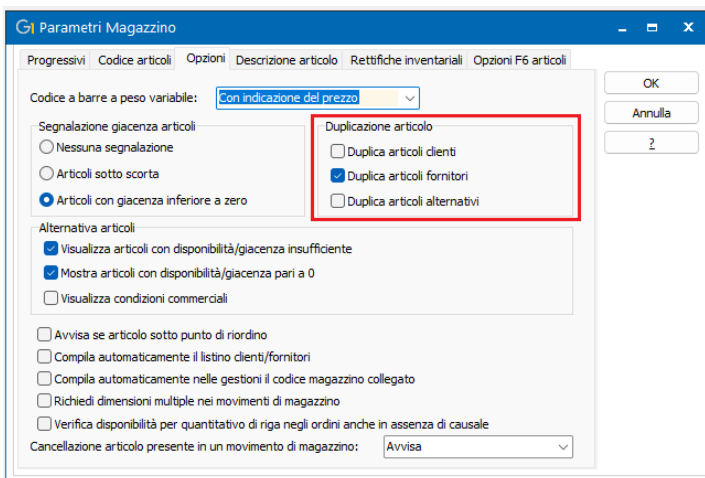 G1 Parametri Magazzino
Progressivi Codice articoli Opzioni Descrizione articolo Rettifiche inventariali Opzioni F6 articoli
OK
Annulla
?
Codice a barre a peso variabile: Con indicazione del prezzo
Segnalazione giacenza articoli
Nessuna segnalazione
Articoli sotto scorta
Articoli con giacenza inferiore a zero
Duplicazione articolo
Duplica articoli clienti
Duplica articoli fornitori
Duplica articoli alternativi
Alternativa articoli
Visualizza articoli con disponibilità/giacenza insufficiente
Mostra articoli con disponibilità/giacenza pari a 0
Visualizza condizioni commerciali
Avvisa se articolo sotto punto di riordino
Compila automaticamente il listino clienti/fornitori
Compila automaticamente nelle gestioni il codice magazzino collegato
Richiedi dimensioni multiple nei movimenti di magazzino
Verifica disponibilità per quantitativo di riga negli ordini anche in assenza di causale
Cancellazione articolo presente in un movimento di magazzino: Avvisa